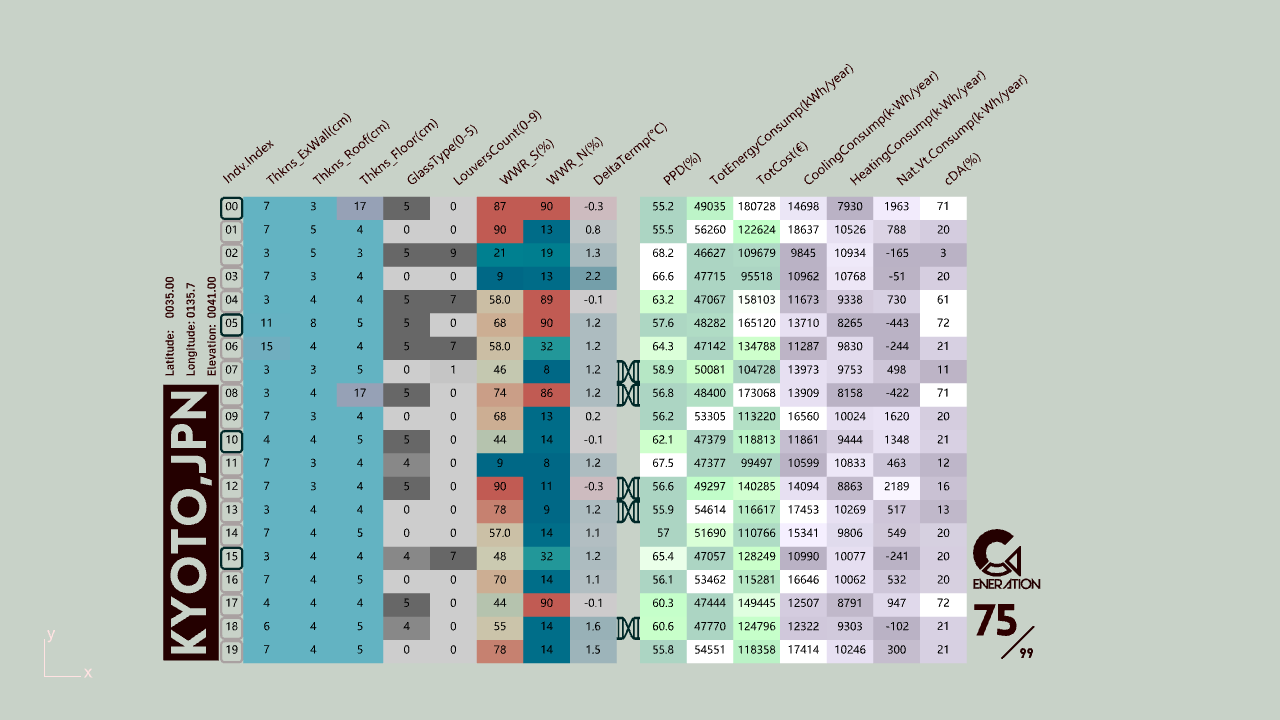 Indv.Index Thkns_ExWall(cm) Thkns_Roof(cm) Thkns_Floor(cm) GlassType(0-5) LouversCount(0-9) WWR_S(%) WWR_N(%) DeltaTermp(°C) PPD(%) TotEnergyConsump(kWh/year) TotCost(€) CoolingConsump(k·Wh/year) HeatingConsump(k·Wh/year) Nat.Vt.Consump(k·Wh/year) cDA(%)
00 7 3 17 5 0 87 90 -0.3 55.2 49035 180728 14698 7930 1963 71
01 7 5 4 0 0 90 13 0.8 55.5 56260 122624 18637 10526 788 20
02 3 5 3 5 9 21 19 1.3 68.2 46627 109679 9845 10934 -165 3
03 7 3 4 0 0 9 13 2.2 66.6 47715 95518 10962 10768 -51 20
04 3 4 4 5 7 58.0 89 -0.1 63.2 47067 158103 11673 9338 730 61
05 11 8 5 5 0 68 90 1.2 57.6 48282 165120 13710 8265 -443 72
06 15 4 4 5 7 58.0 32 1.2 64.3 47142 134788 11287 9830 -244 21
07 3 3 5 0 1 46 8 1.2 58.9 50081 104728 13973 9753 498 11
08 3 4 17 5 0 74 86 1.2 56.8 48400 173068 13909 8158 -422 71
09 7 3 4 0 0 68 13 0.2 56.2 53305 113220 16560 10024 1620 20
10 4 4 5 5 0 44 14 -0.1 62.1 47379 118813 11861 9444 1348 21
11 7 3 4 4 0 9 8 1.2 67.5 47377 99497 10599 10833 463 12
12 7 3 4 5 0 90 11 -0.3 56.6 49297 140285 14094 8863 2189 16
13 3 4 4 0 0 78 9 1.2 55.9 54614 116617 17453 10269 517 13
14 7 4 5 0 0 57.0 14 1.1 57 51690 110766 15341 9806 549 20
15 3 4 4 4 7 48 32 1.2 65.4 47057 128249 10990 10077 -241 20
16 7 4 5 0 0 70 14 1.1 56.1 53462 115281 16646 10062 532 20
17 4 4 4 5 0 44 90 -0.1 60.3 47444 149445 12507 8791 947 72
18 6 4 5 4 0 55 14 1.6 60.6 47770 124796 12322 9303 -102 21
19 7 4 5 0 0 78 14 1.5 55.8 54551 118358 17414 10246 300 21
Latitude: 0035.00
Longitude: 0135.7
Elevation: 0041.00
KYOTO,JPN
G
ENERATION
75/99
y
x